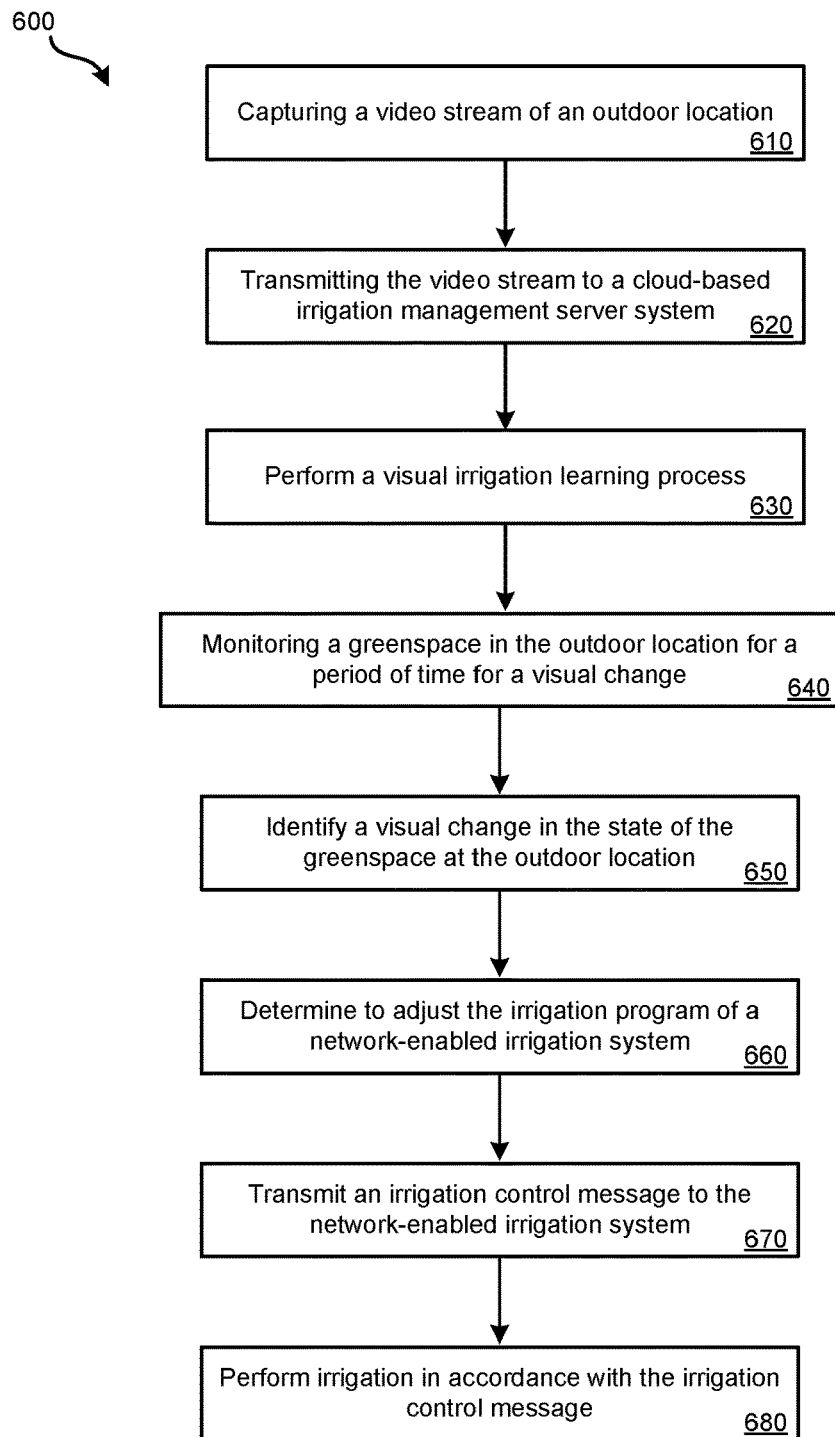 600
Capturing a video stream of an outdoor location
610
Transmitting the video stream to a cloud-based
irrigation management server system
620
Perform a visual irrigation learning process
630
Monitoring a greenspace in the outdoor location for a
period of time for a visual change
640
Identify a visual change in the state of the
greenspace at the outdoor location
650
Determine to adjust the irrigation program of a
network-enabled irrigation system
660
Transmit an irrigation control message to the
network-enabled irrigation system
670
Perform irrigation in accordance with the irrigation
control message
680